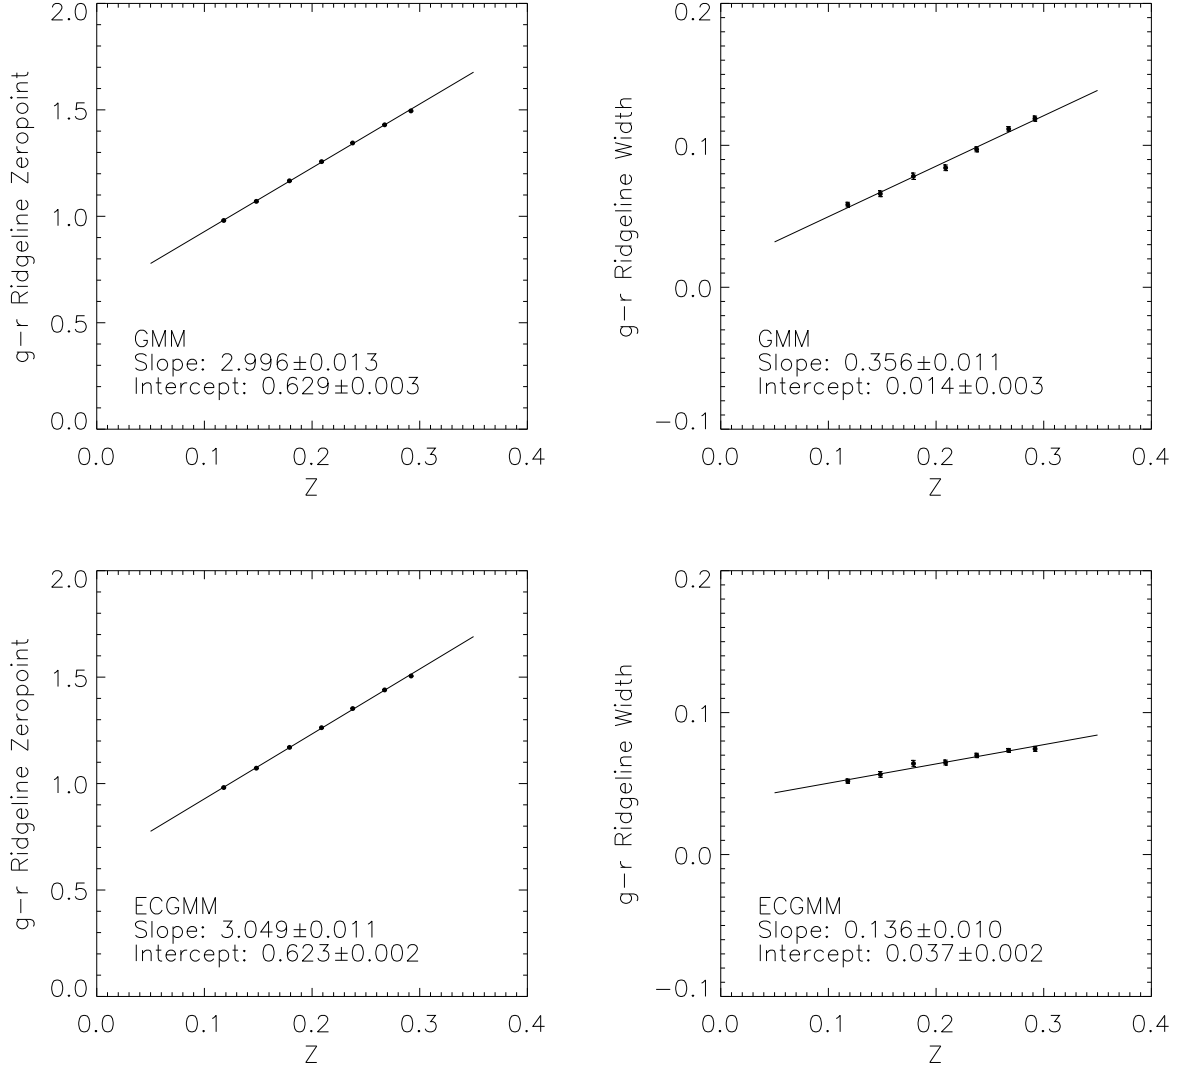 2.0
1.5
1.0
0.5
0.0
g−r Ridgeline Zeropoint
GMM
Slope: 2.996±0.013
Intercept: 0.629±0.003
0.0 0.1 0.2 0.3 0.4
Z
0.2
0.1
0.0
−0.1
g−r Ridgeline Width
GMM
Slope: 0.356±0.011
Intercept: 0.014±0.003
0.0 0.1 0.2 0.3 0.4
Z
2.0
1.5
1.0
0.5
0.0
g−r Ridgeline Zeropoint
ECGMM
Slope: 3.049±0.011
Intercept: 0.623±0.002
0.0 0.1 0.2 0.3 0.4
Z
0.2
0.1
0.0
−0.1
g−r Ridgeline Width
ECGMM
Slope: 0.136±0.010
Intercept: 0.037±0.002
0.0 0.1 0.2 0.3 0.4
Z